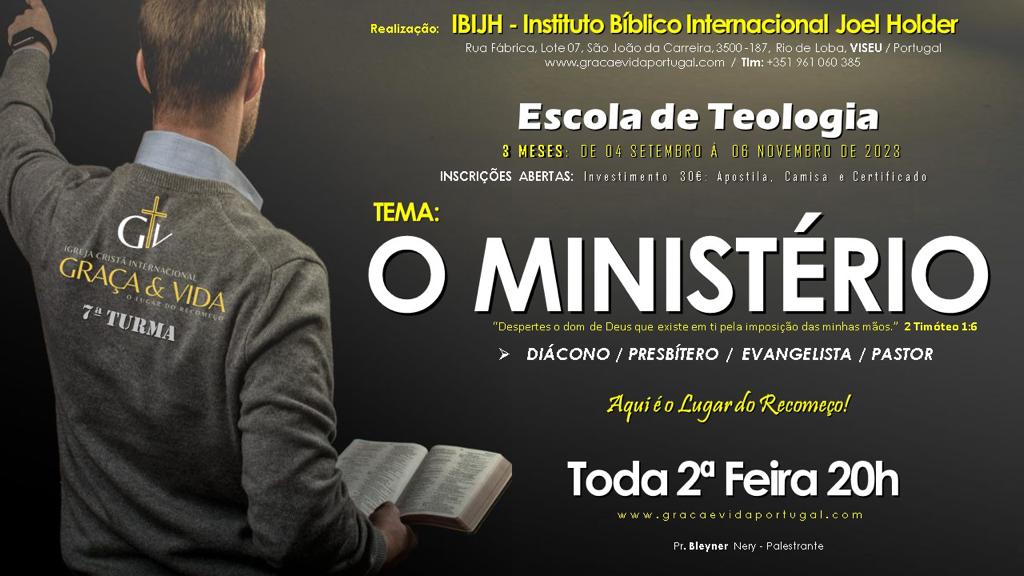 Realização: IBIJH - Instituto Bíblico Internacional Joel Holder
Rua Fábrica, Lote 07, São João da Carreira, 3500-187, Rio de Loba, VISEU / Portugal
www.gracaevidaportugal.com / Tlm: +351 961 060 385
Escola de Teologia
3 MESES: DE 04 SETEMBRO Á 06 NOVEMBRO DE 2023
INSCRIÇÕES ABERTAS: Investimento 30€: Apostila, Camisa e Certificado
TEMA:
O MINISTÉRIO
"Despertes o dom de Deus que existe em ti pela imposição das minhas mãos." 2 Timóteo 1:6
➢ DIÁCONO / PRESBÍTERO / EVANGELISTA / PASTOR
Aqui é o Lugar do Recomeço!
Toda 2ª Feira 20h
www.gracaevidaportugal.com
Pr. Bleyner Nery - Palestrante
GV
IGREJA CRISTÃ INTERNACIONAL
GRAÇA & VIDA
O LUGAR DO RECOMEÇO
7ª TURMA